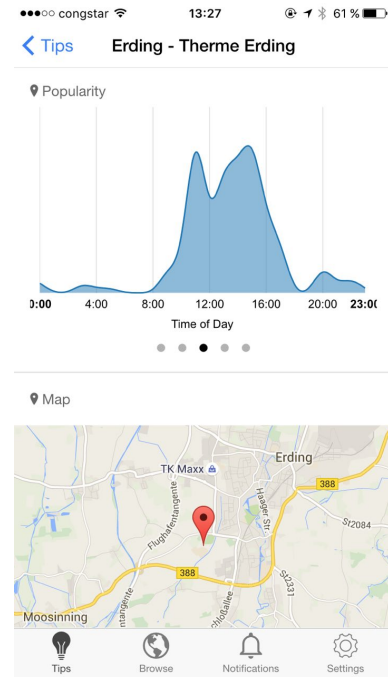 congstar 13:27 61 %
Tips Erding - Therme Erding
Popularity
0:00 4:00 8:00 12:00 16:00 20:00 23:00
Time of Day
Map
TK Maxx
Erding
388
Flughafentangente
Haager Str.
St2084
388
St2331
Moosinning
tangente
chloßallee
Tips Browse Notifications Settings